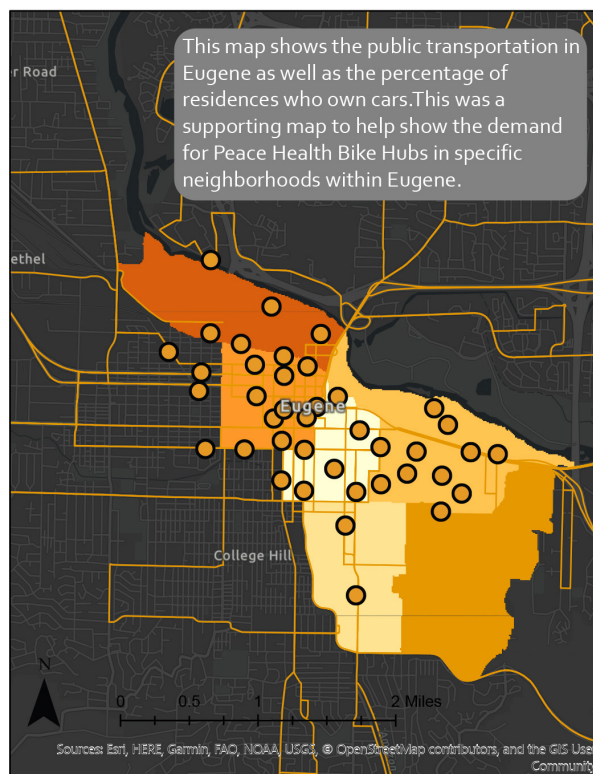 This map shows the public transportation in
Eugene as well as the percentage of
residences who own cars.This was a
supporting map to help show the demand
for Peace Health Bike Hubs in specific
neighborhoods within Eugene.
er Road
ethel
Eugene
College Hill
N
0 0.5 1 2 Miles
Sources: Esri, HERE, Garmin, FAO, NOAA, USGS, © OpenStreetMap contributors, and the GIS User
Community